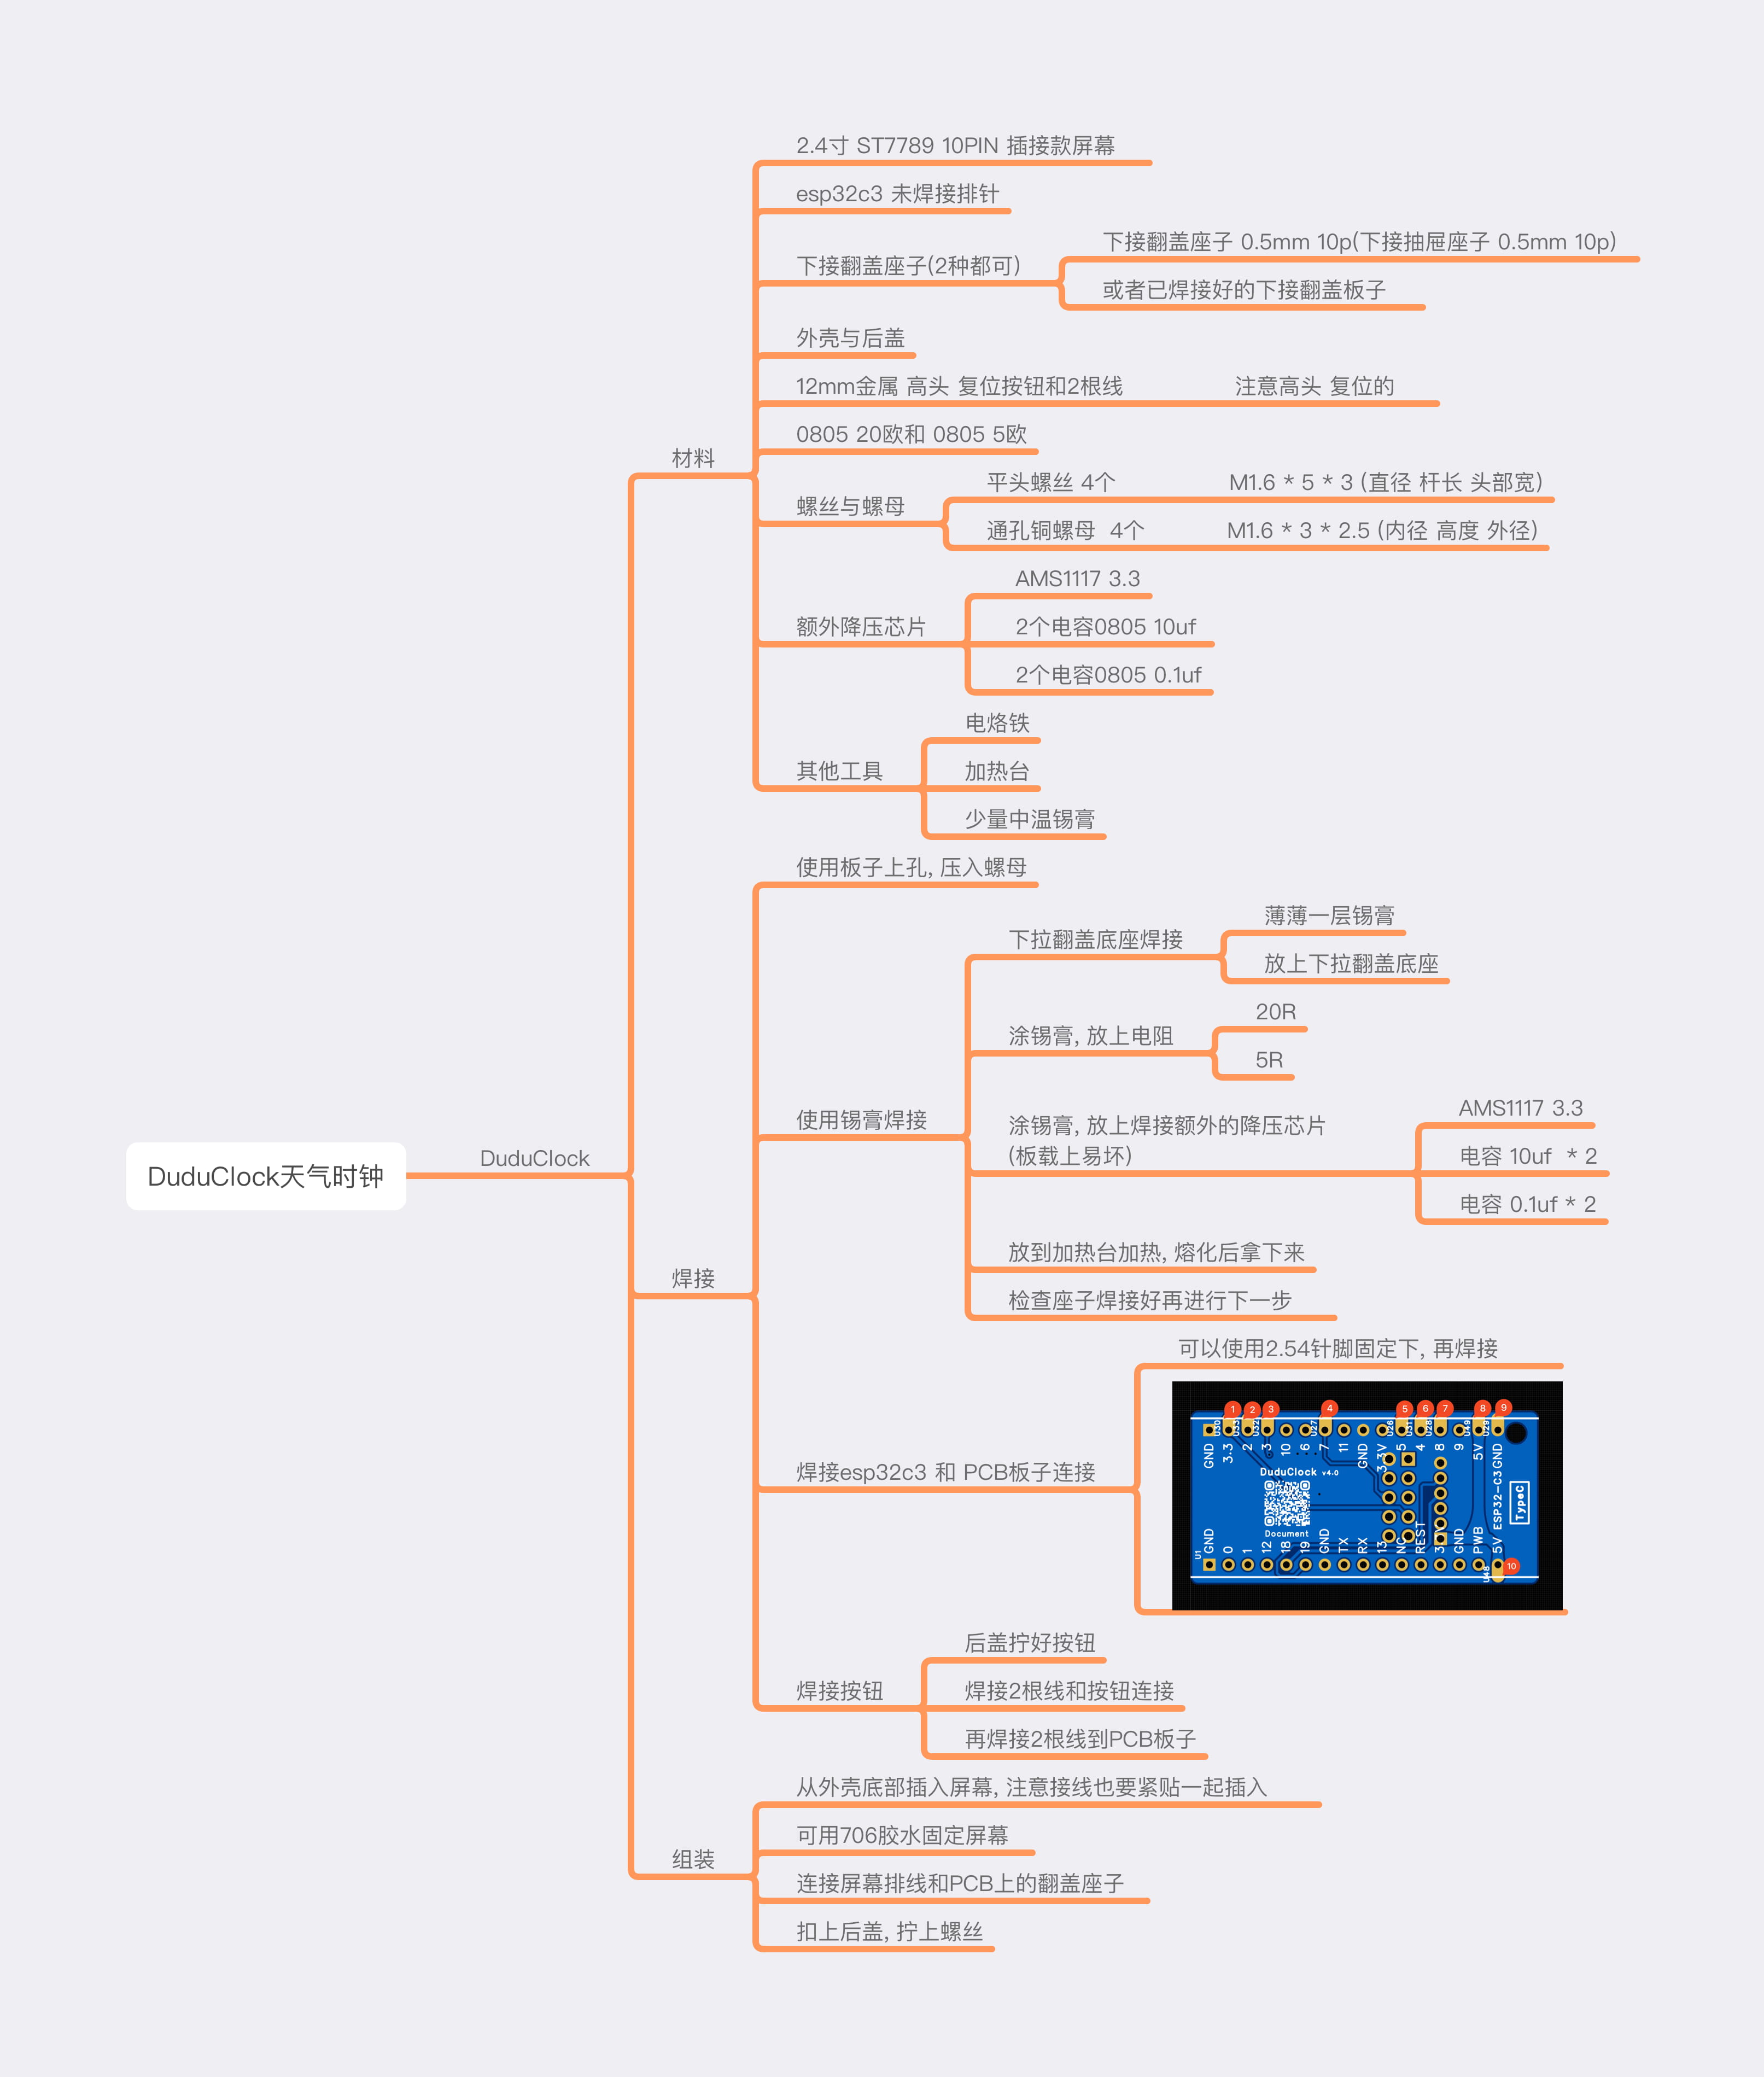 2.4寸 ST7789 10PIN 插接款屏幕
esp32c3 未焊接排针
下接翻盖座子 0.5mm 10p(下接抽屉座子 0.5mm 10p)
下接翻盖座子(2种都可)
或者已焊接好的下接翻盖板子
外壳与后盖
12mm金属 高头 复位按钮和2根线 注意高头 复位的
0805 20欧和 0805 5欧
材料
平头螺丝 4个 M1.6 * 5 * 3 (直径 杆长 头部宽)
螺丝与螺母
通孔铜螺母 4个 M1.6 * 3 * 2.5 (内径 高度 外径)
AMS1117 3.3
额外降压芯片
2个电容0805 10uf
2个电容0805 0.1uf
电烙铁
其他工具
加热台
少量中温锡膏
使用板子上孔, 压入螺母
薄薄一层锡膏
下拉翻盖底座焊接
放上下拉翻盖底座
20R
涂锡膏, 放上电阻
5R
使用锡膏焊接
AMS1117 3.3
涂锡膏, 放上焊接额外的降压芯片
(板载上易坏)
电容 10uf * 2
电容 0.1uf * 2
DuduClock
DuduClock天气时钟
放到加热台加热, 熔化后拿下来
焊接
检查座子焊接好再进行下一步
可以使用2.54针脚固定下, 再焊接
1 2 3 4 5 6 7 8 9
U30 U33 U32 U27 U26 U31 U28 U49 U29
GND 3.3 2 3 10 6 7 11 GND 3.3V 5 4 8 9 5V GND
焊接esp32c3 和 PCB板子连接
DuduClock v4.0
ESP32-C3
TypeC
Document
U1
GND 0 1 12 18 19 GND TX RX 13 NC REST 3.3V GND PWB 5V
U48
10
后盖拧好按钮
焊接按钮
焊接2根线和按钮连接
再焊接2根线到PCB板子
从外壳底部插入屏幕, 注意接线也要紧贴一起插入
可用706胶水固定屏幕
组装
连接屏幕排线和PCB上的翻盖座子
扣上后盖, 拧上螺丝